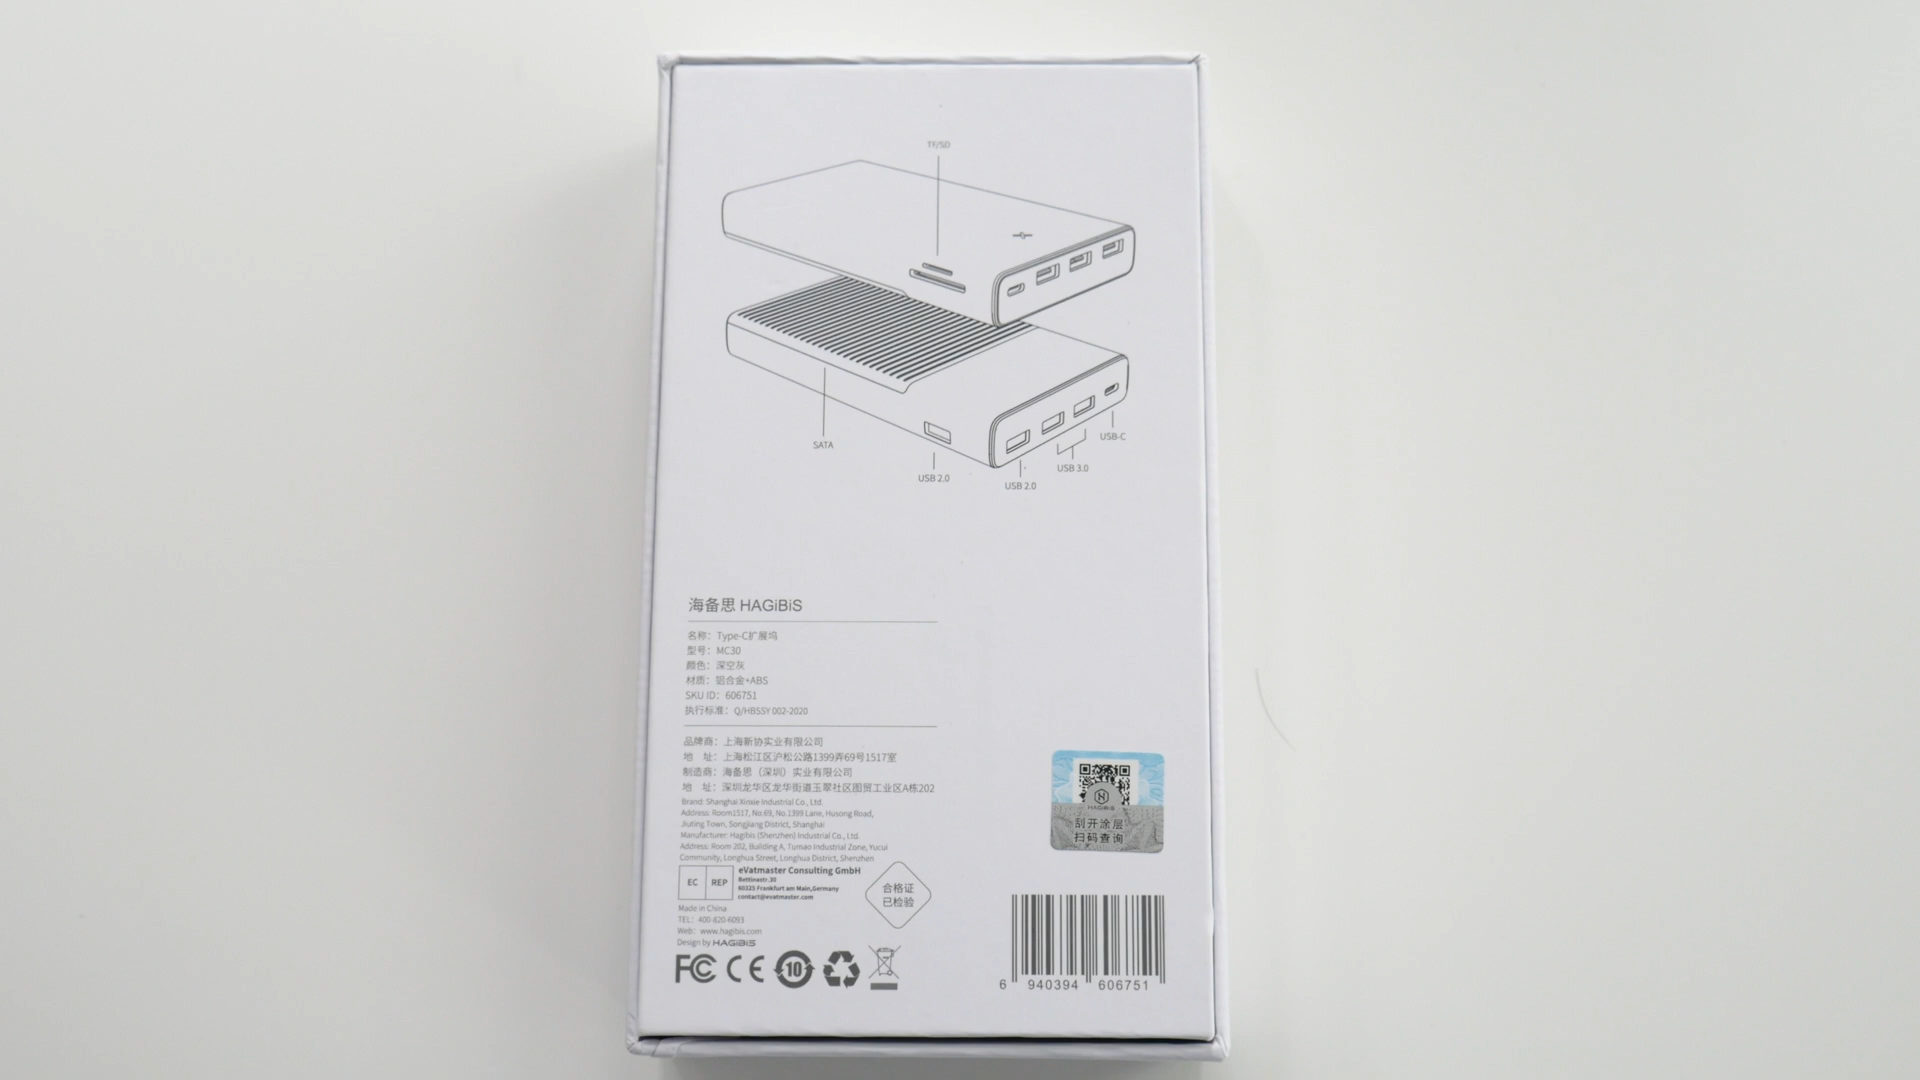 TF/SD
SATA
USB 2.0
USB 2.0
USB 3.0
USB-C
海备思 HAGiBiS
名称：Type-C扩展坞
型号：MC30
颜色：深空灰
材质：铝合金+ABS
SKU ID：606751
执行标准：Q/HBSSY 002-2020
品牌商：上海新协实业有限公司
地 址：上海松江区沪松公路1399弄69号1517室
制造商：海备思（深圳）实业有限公司
地 址：深圳龙华区龙华街道玉翠社区图贸工业区A栋202
Brand: Shanghai Xinxie Industrial Co., Ltd.
Address: Room1517, No.69, No.1399 Lane, Husong Road,
Jiuting Town, Songjiang District, Shanghai
Manufacturer: Hagibis (Shenzhen) Industrial Co., Ltd.
Address: Room 202, Building A, Tumao Industrial Zone, Yucui
Community, Longhua Street, Longhua District, Shenzhen
EC REP
eVatmaster Consulting GmbH
Bettinastr.30
60325 Frankfurt am Main,Germany
contact@evatmaster.com
合格证
已检验
Made in China
TEL：400-820-6093
Web：www.hagibis.com
Design by HAGiBiS
FC CE 10
HAGiBiS
刮开涂层
扫码查询
6 940394 606751